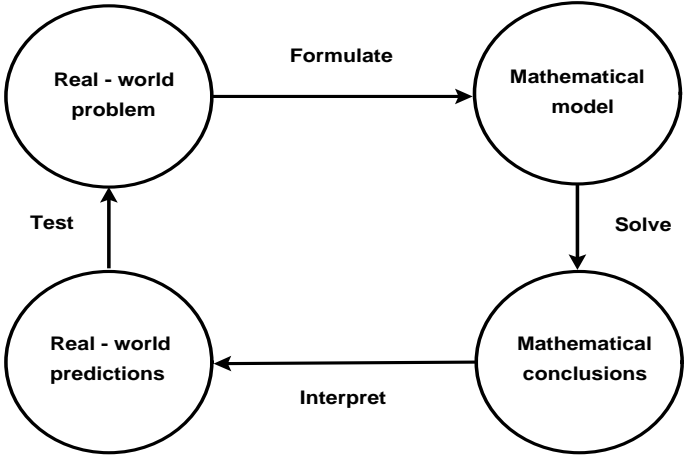 Real - world
problem
Formulate
Mathematical
model
Test
Solve
Real - world
predictions
Interpret
Mathematical
conclusions